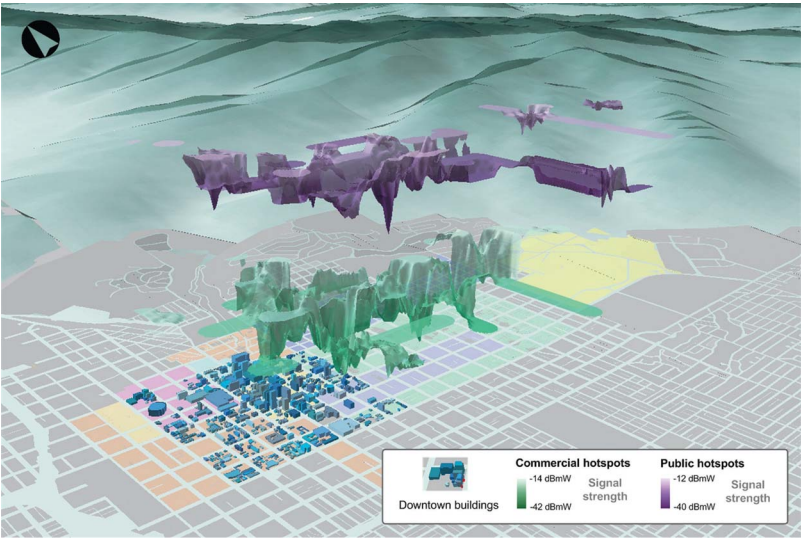 Commercial hotspots
-14 dBmW
Signal
strength
-42 dBmW
Public hotspots
-12 dBmW
Signal
strength
-40 dBmW
Downtown buildings